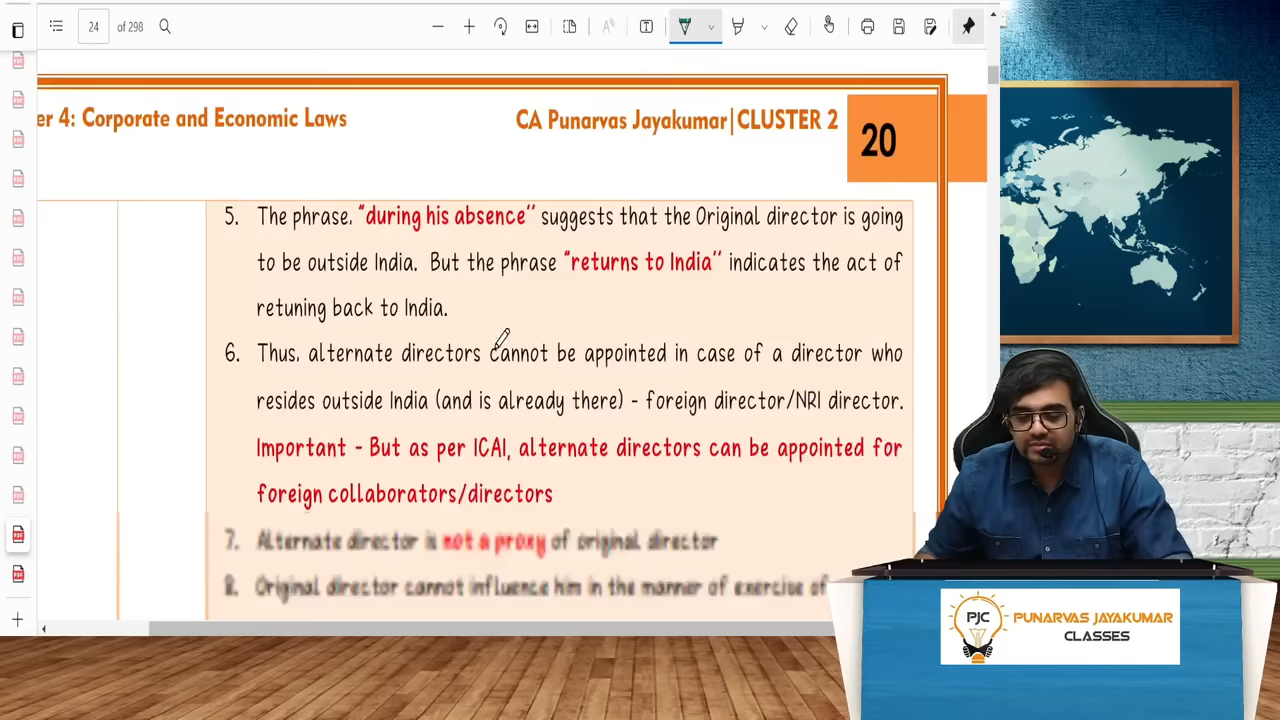 24
of 298
er 4: Corporate and Economic Laws
CA Punarvas Jayakumar|CLUSTER 2
20
5. The phrase, "during his absence" suggests that the Original director is going
to be outside India. But the phrase "returns to India" indicates the act of
retuning back to India.
6. Thus, alternate directors cannot be appointed in case of a director who
resides outside India (and is already there) - foreign director/NRI director.
Important - But as per ICAI, alternate directors can be appointed for
foreign collaborators/directors
7. Alternate director is not a proxy of original director
8. Original director cannot influence him in the manner of exercise of
PJC
PUNARVAS JAYAKUMAR
CLASSES